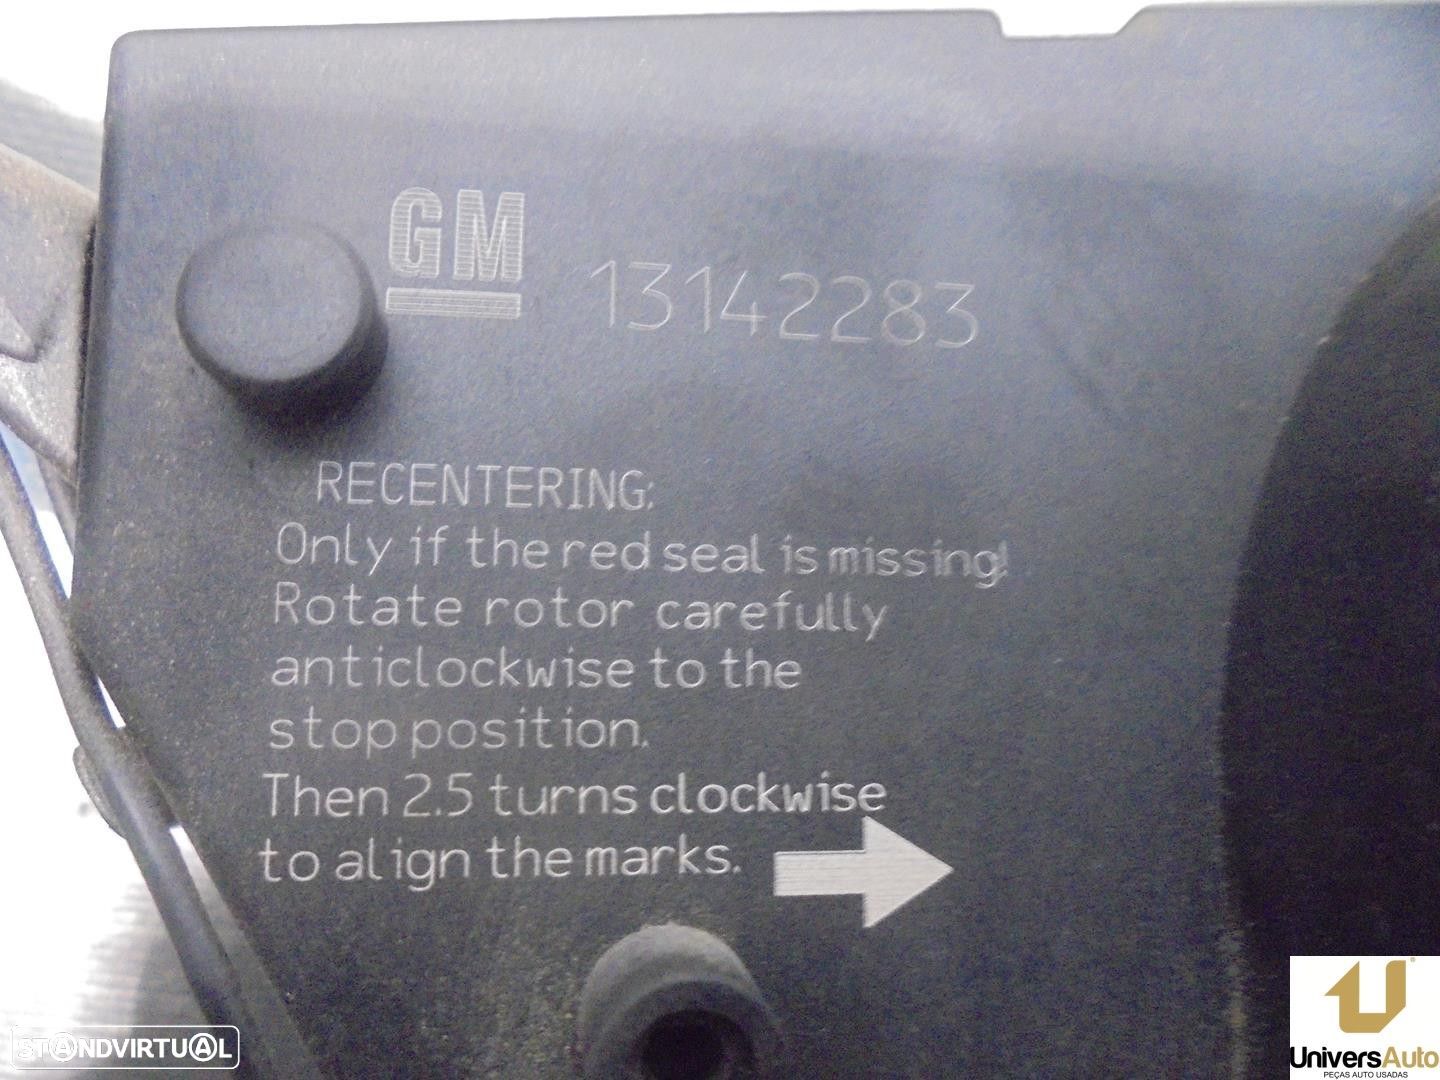 GM 13142283
RECENTERING:
Only if the red seal is missing!
Rotate rotor carefully
anticlockwise to the
stop position.
Then 2.5 turns clockwise
to align the marks.
STANDVIRTUAL
UniversAuto
PEÇAS AUTO USADAS